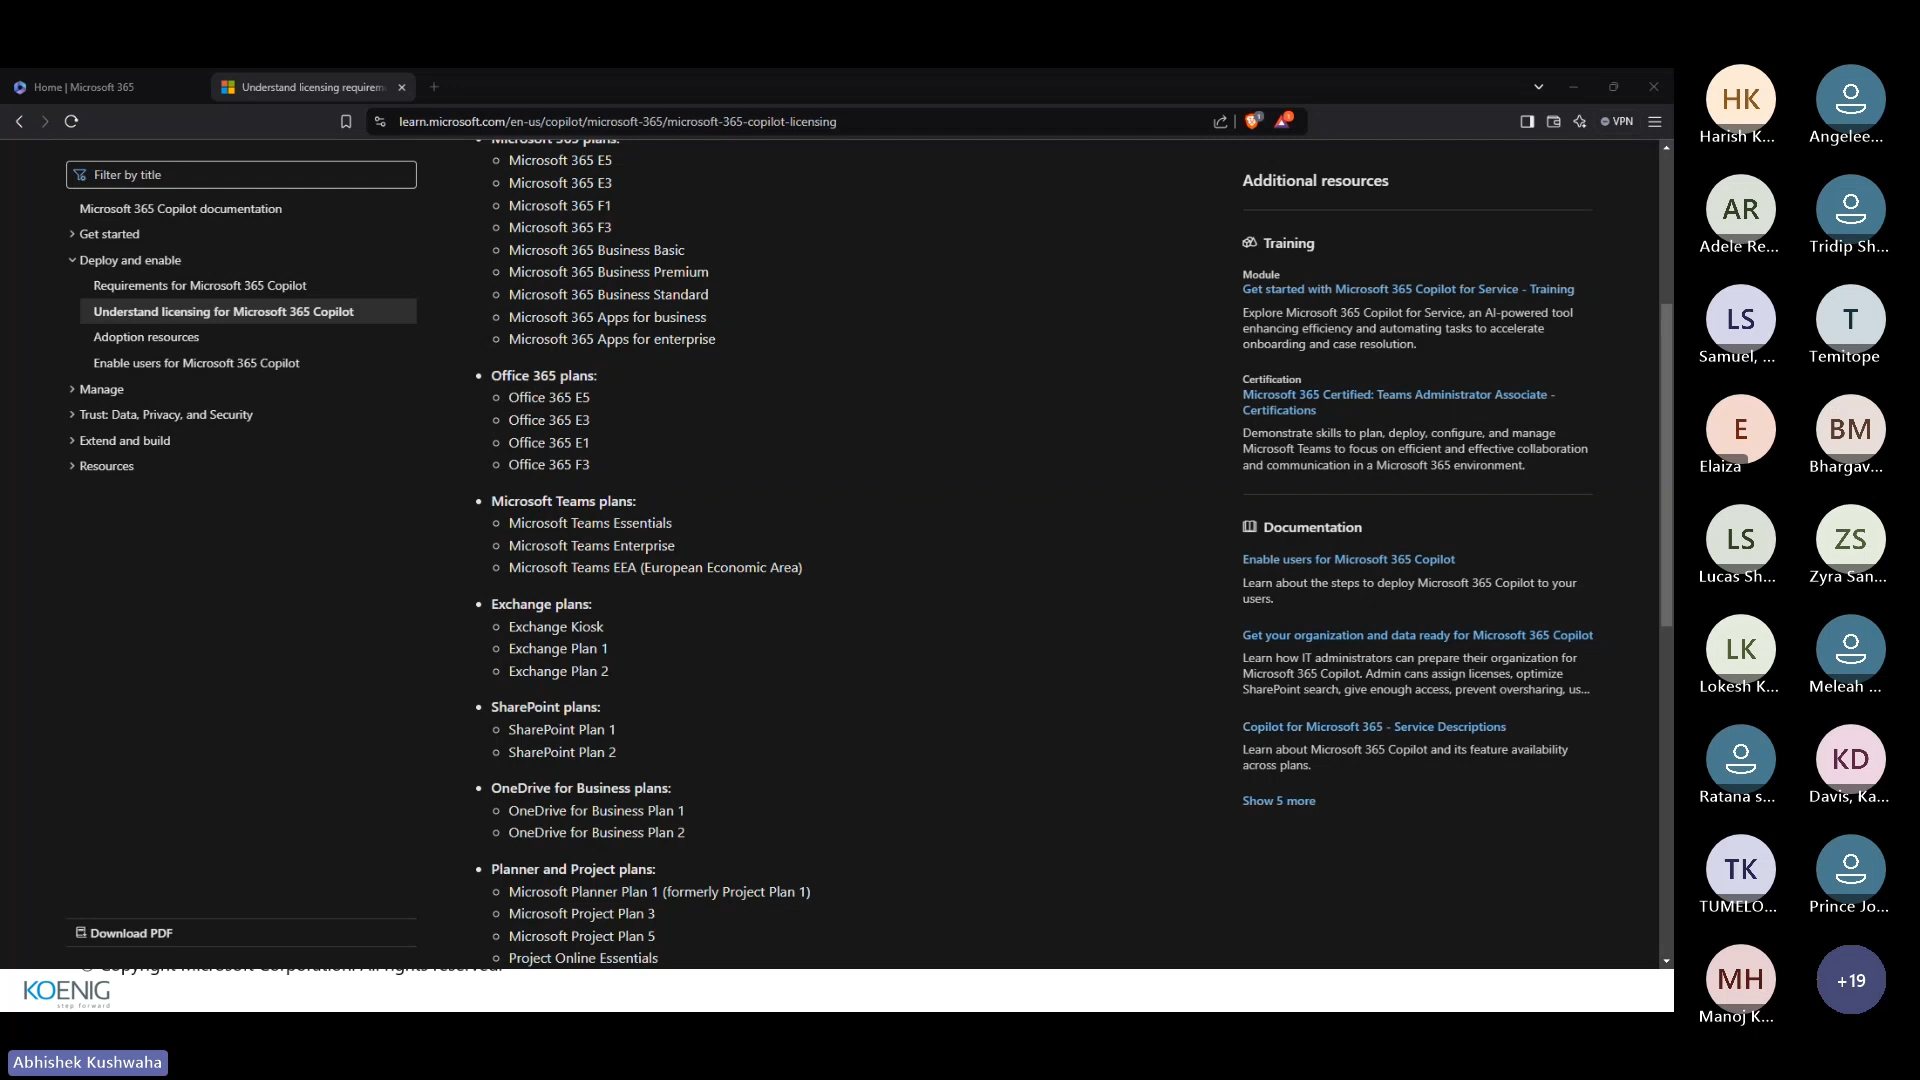 Home | Microsoft 365
Understand licensing requirem
learn.microsoft.com/en-us/copilot/microsoft-365/microsoft-365-copilot-licensing
VPN
Filter by title
Microsoft 365 Copilot documentation
Get started
Deploy and enable
Requirements for Microsoft 365 Copilot
Understand licensing for Microsoft 365 Copilot
Adoption resources
Enable users for Microsoft 365 Copilot
Manage
Trust: Data, Privacy, and Security
Extend and build
Resources
Download PDF
Microsoft 365 plans:
Microsoft 365 E5
Microsoft 365 E3
Microsoft 365 F1
Microsoft 365 F3
Microsoft 365 Business Basic
Microsoft 365 Business Premium
Microsoft 365 Business Standard
Microsoft 365 Apps for business
Microsoft 365 Apps for enterprise
Office 365 plans:
Office 365 E5
Office 365 E3
Office 365 E1
Office 365 F3
Microsoft Teams plans:
Microsoft Teams Essentials
Microsoft Teams Enterprise
Microsoft Teams EEA (European Economic Area)
Exchange plans:
Exchange Kiosk
Exchange Plan 1
Exchange Plan 2
SharePoint plans:
SharePoint Plan 1
SharePoint Plan 2
OneDrive for Business plans:
OneDrive for Business Plan 1
OneDrive for Business Plan 2
Planner and Project plans:
Microsoft Planner Plan 1 (formerly Project Plan 1)
Microsoft Project Plan 3
Microsoft Project Plan 5
Project Online Essentials
Additional resources
Training
Module
Get started with Microsoft 365 Copilot for Service - Training
Explore Microsoft 365 Copilot for Service, an AI-powered tool
enhancing efficiency and automating tasks to accelerate
onboarding and case resolution.
Certification
Microsoft 365 Certified: Teams Administrator Associate -
Certifications
Demonstrate skills to plan, deploy, configure, and manage
Microsoft Teams to focus on efficient and effective collaboration
and communication in a Microsoft 365 environment.
Documentation
Enable users for Microsoft 365 Copilot
Learn about the steps to deploy Microsoft 365 Copilot to your
users.
Get your organization and data ready for Microsoft 365 Copilot
Learn how IT administrators can prepare their organization for
Microsoft 365 Copilot. Admin cans assign licenses, optimize
SharePoint search, give enough access, prevent oversharing, us...
Copilot for Microsoft 365 - Service Descriptions
Learn about Microsoft 365 Copilot and its feature availability
across plans.
Show 5 more
© Copyright Microsoft Corporation. All rights reserved.
KOENIG
step forward
Abhishek Kushwaha
HK
Harish K...
Angelee...
AR
Adele Re...
Tridip Sh...
LS
Samuel, ...
T
Temitope
E
Elaiza
BM
Bhargav...
LS
Lucas Sh...
ZS
Zyra San...
LK
Lokesh K...
Meleah ...
Ratana s...
KD
Davis, Ka...
TK
TUMELO...
Prince Jo...
MH
Manoj K...
+19